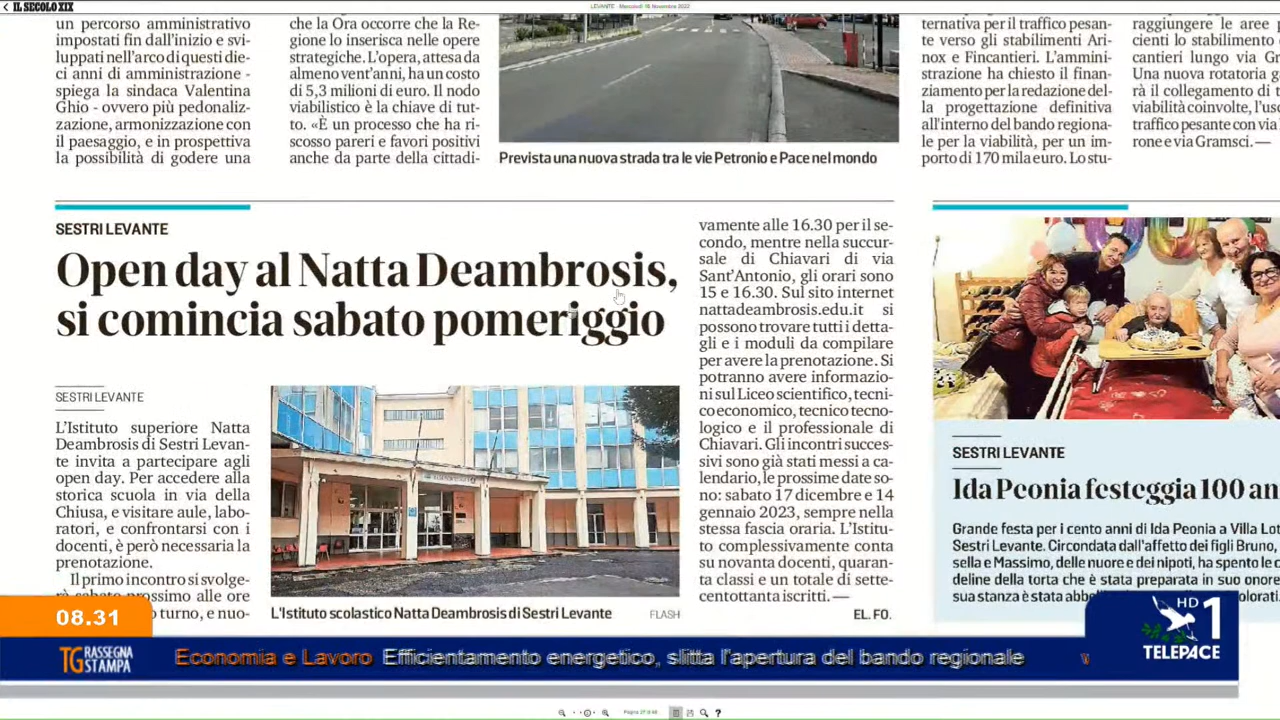 IL SECOLO XIX
LEVANTE - Mercoledì 16 Novembre 2022
un percorso amministrativo
impostati fin dall'inizio e svi-
luppati nell'arco di questi die-
ci anni di amministrazione -
spiega la sindaca Valentina
Ghio - ovvero più pedonaliz-
zazione, armonizzazione con
il paesaggio, e in prospettiva
la possibilità di godere una
che la Ora occorre che la Re-
gione lo inserisca nelle opere
strategiche. L'opera, attesa da
almeno vent'anni, ha un costo
di 5,3 milioni di euro. Il nodo
viabilistico è la chiave di tut-
to. «È un processo che ha ri-
scosso pareri e favori positivi
anche da parte della cittadi-
Prevista una nuova strada tra le vie Petronio e Pace nel mondo
ternativa per il traffico pesan-
te verso gli stabilimenti Ari-
nox e Fincantieri. L'ammini-
strazione ha chiesto il finan-
ziamento per la redazione del-
la progettazione definitiva
all'interno del bando regiona-
le per la viabilità, per un im-
porto di 170 mila euro. Lo stu-
raggiungere le aree
cienti lo stabilimento
cantieri lungo via Gr
Una nuova rotatoria g
rà il collegamento di t
viabilità coinvolte, l'us
traffico pesante con via
rone e via Gramsci. —
SESTRI LEVANTE
Open day al Natta Deambrosis,
si comincia sabato pomeriggio
SESTRI LEVANTE
L'Istituto superiore Natta
Deambrosis di Sestri Levan-
te invita a partecipare agli
open day. Per accedere alla
storica scuola in via della
Chiusa, e visitare aule, labo-
ratori, e confrontarsi con i
docenti, è però necessaria la
prenotazione.
Il primo incontro si svolge-
rà sabato prossimo alle ore
turno, e nuo-
L'Istituto scolastico Natta Deambrosis di Sestri Levante
FLASH
vamente alle 16.30 per il se-
condo, mentre nella succur-
sale di Chiavari di via
Sant'Antonio, gli orari sono
15 e 16.30. Sul sito internet
nattadeambrosis.edu.it si
possono trovare tutti i detta-
gli e i moduli da compilare
per avere la prenotazione. Si
potranno avere informazio-
ni sul Liceo scientifico, tecni-
co economico, tecnico tecno-
logico e il professionale di
Chiavari. Gli incontri succes-
sivi sono già stati messi a ca-
lendario, le prossime date so-
no: sabato 17 dicembre e 14
gennaio 2023, sempre nella
stessa fascia oraria. L'Istitu-
to complessivamente conta
su novanta docenti, quaran-
ta classi e un totale di sette-
centottanta iscritti. —
EL. FO.
SESTRI LEVANTE
Ida Peonia festeggia 100 an
Grande festa per i cento anni di Ida Peonia a Villa Lo
Sestri Levante. Circondata dall'affetto dei figli Bruno,
sella e Massimo, delle nuore e dei nipoti, ha spento le c
deline della torta che è stata preparata in suo onore
sua stanza è stata abbe
olorati.
08.31
TG RASSEGNA
STAMPA
Economia e Lavoro Efficientamento energetico, slitta l'apertura del bando regionale
HD 1
TELEPACE
Pagina 27 di 48